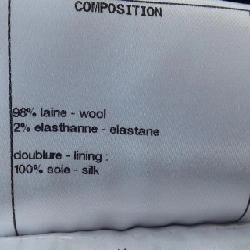 COMPOSITION
98% laine - wool
2% elasthanne - elastane
doublure - lining :
100% soie - silk